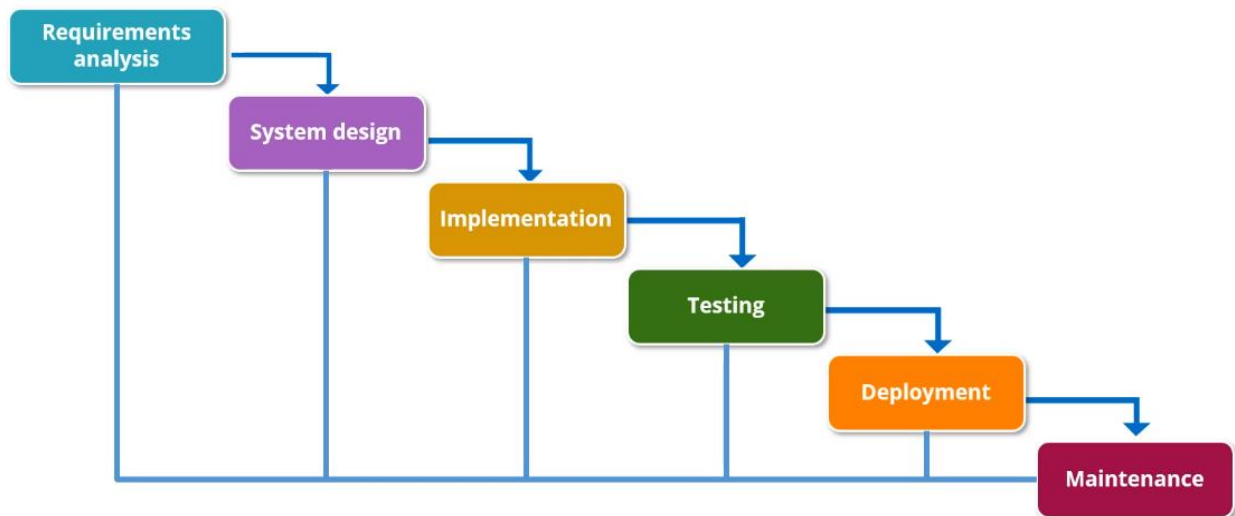 Requirements
analysis
System design
Implementation
Testing
Deployment
Maintenance